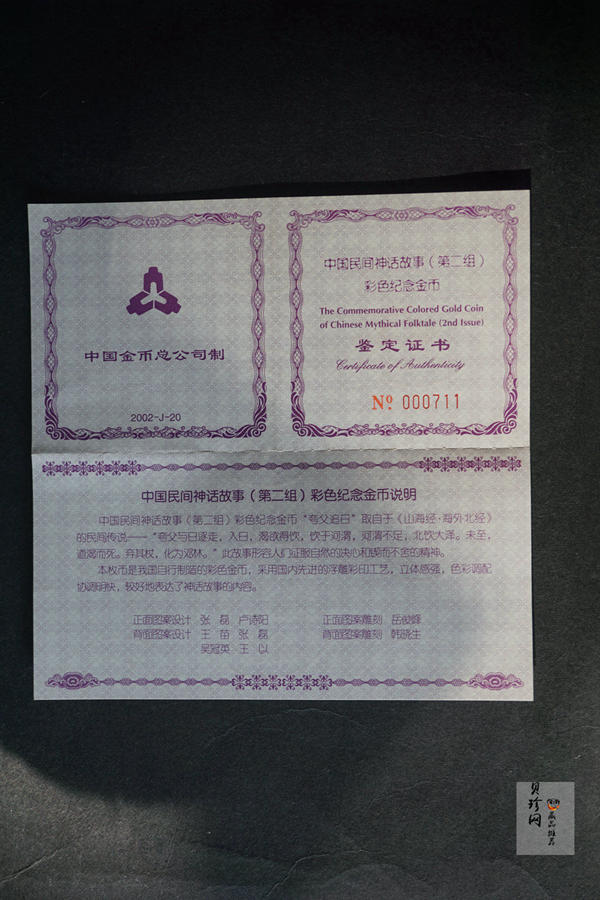 中国金币总公司制
2002-J-20
中国民间神话故事（第二组）
彩色纪念金币
The Commemorative Colored Gold Coin
of Chinese Mythical Folktale (2nd Issue)
鉴定证书
Certificate of Authenticity
Nº 000711
中国民间神话故事（第二组）彩色纪念金币说明
中国民间神话故事（第二组）彩色纪念金币“夸父追日”取自于《山海经·海外北经》
的民间传说——“夸父与日逐走，入日，渴欲得饮，饮于河渭，河渭不足，北饮大泽。未至，
道渴而死。弃其杖，化为邓林。”此故事形容人们征服自然的决心和锲而不舍的精神。
本枚币是我国自行制造的彩色金币，采用国内先进的浮雕彩印工艺，立体感强，色彩调配
协调明快，较好地表达了神话故事的内容。
正面图案设计 张 磊 卢诗阳 正面图案雕刻 岳俊峰
背面图案设计 王 苗 张 磊 背面图案雕刻 韩晓生
吴冠英 王 以
贝珍网
藏品推荐